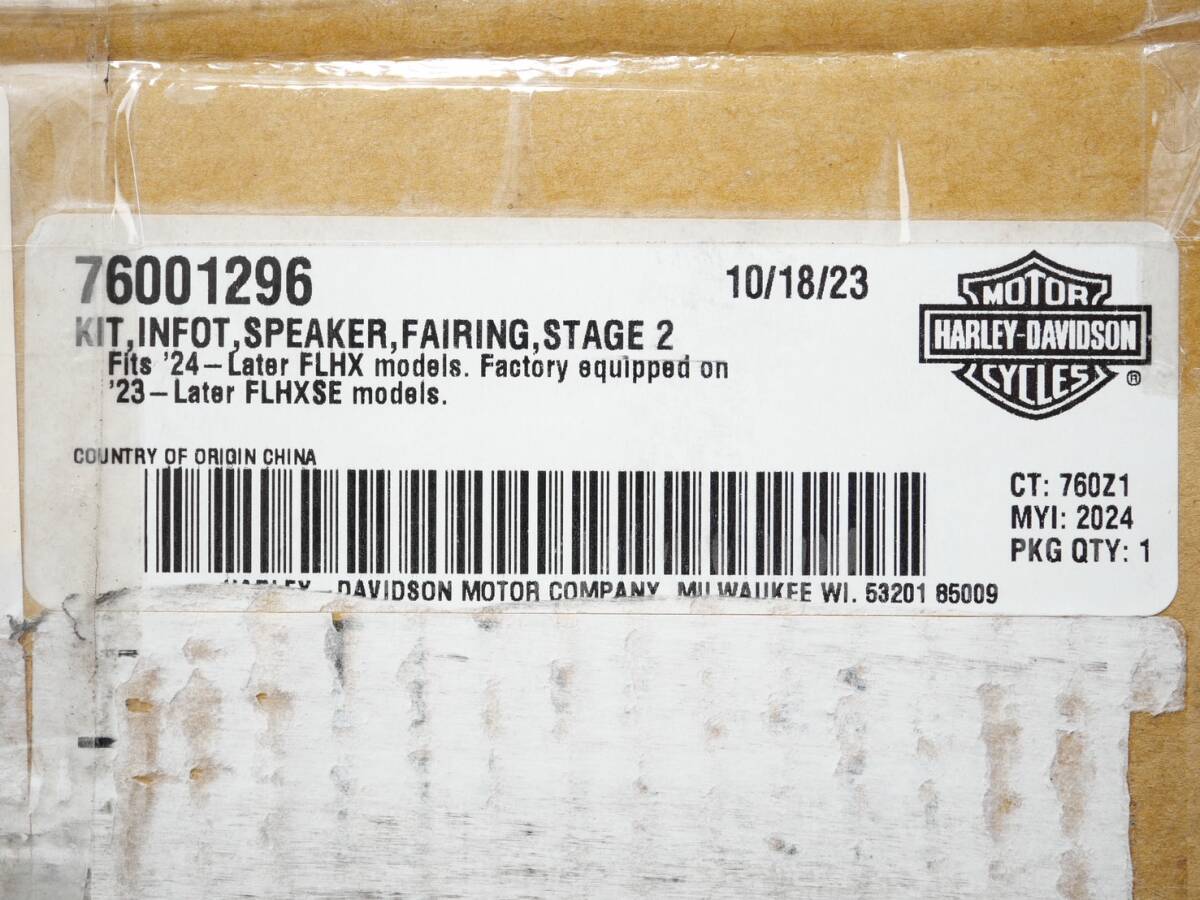 76001296
10/18/23
KIT,INFOT,SPEAKER,FAIRING,STAGE 2
Fits '24-Later FLHX models. Factory equipped on
'23-Later FLHXSE models.
MOTOR
HARLEY-DAVIDSON
CYCLES
®
COUNTRY OF ORIGIN CHINA
CT: 760Z1
MYI: 2024
PKG QTY: 1
HARLEY-DAVIDSON MOTOR COMPANY MILWAUKEE WI. 53201 85009